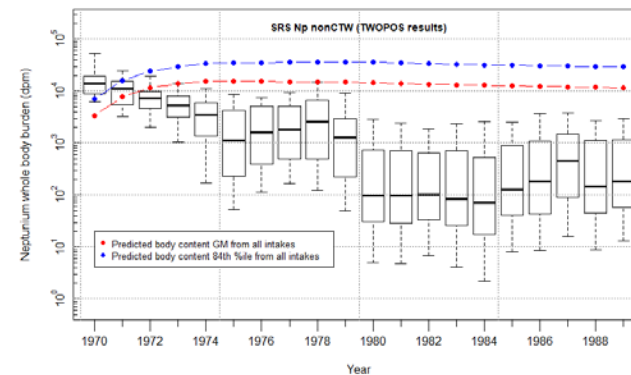 SRS Np nonCTW (TWOPOS results)
Neptunium whole body burden (dpm)
10^5
10^4
10^3
10^2
10^1
10^0
Predicted body content GM from all intakes
Predicted body content 84th %ile from all intakes
1970 1972 1974 1976 1978 1980 1982 1984 1986 1988
Year